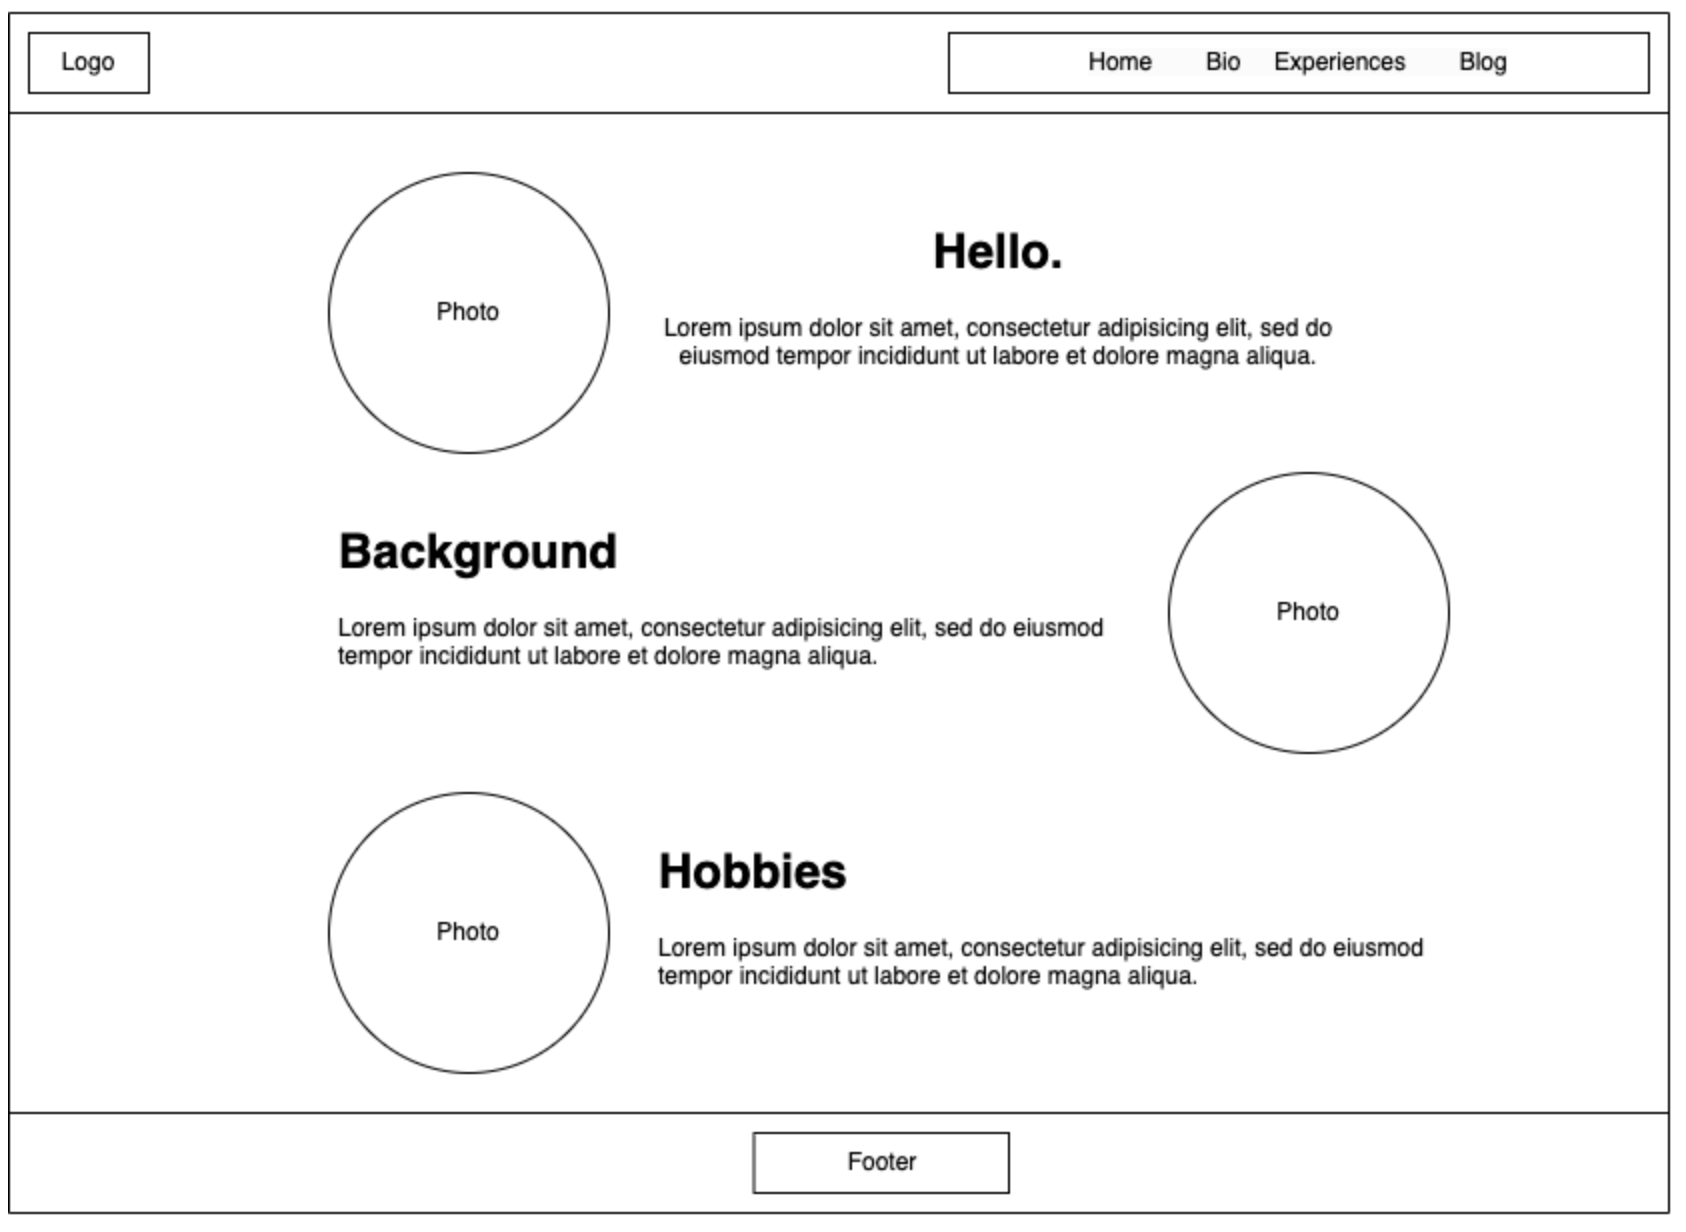 Logo
Home Bio Experiences Blog
Photo
Hello.
Lorem ipsum dolor sit amet, consectetur adipisicing elit, sed do
eiusmod tempor incididunt ut labore et dolore magna aliqua.
Background
Lorem ipsum dolor sit amet, consectetur adipisicing elit, sed do eiusmod
tempor incididunt ut labore et dolore magna aliqua.
Photo
Photo
Hobbies
Lorem ipsum dolor sit amet, consectetur adipisicing elit, sed do eiusmod
tempor incididunt ut labore et dolore magna aliqua.
Footer